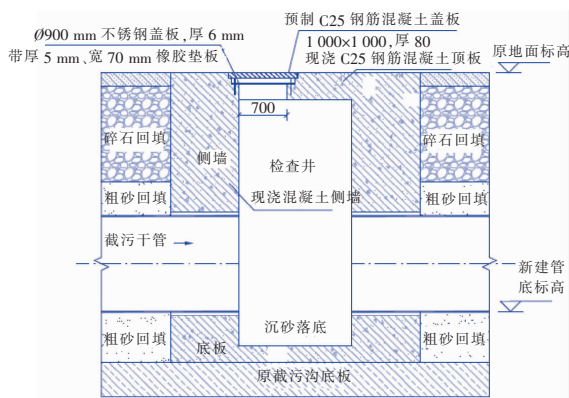 Ø900 mm 不锈钢盖板,厚 6 mm
带厚 5 mm、宽 70 mm 橡胶垫板
预制 C25 钢筋混凝土盖板
1 000×1 000,厚 80
现浇 C25 钢筋混凝土顶板
原地面标高
700
碎石回填
侧墙
检查井
碎石回填
粗砂回填
现浇混凝土侧墙
粗砂回填
截污干管
新建管
底标高
沉砂落底
粗砂回填
底板
粗砂回填
原截污沟底板